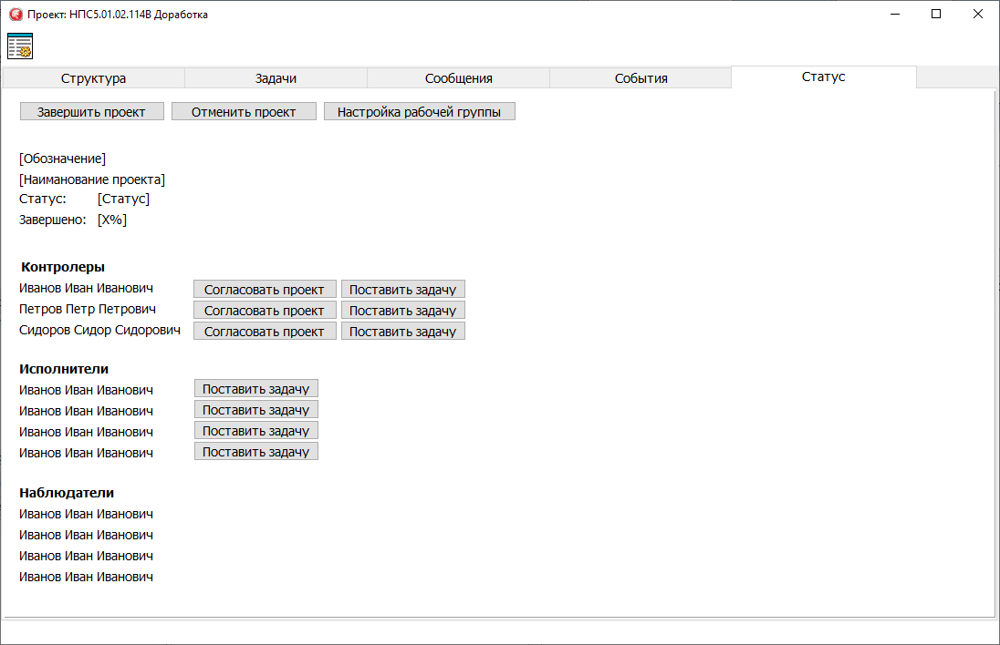 Проект: НПС5.01.02.114В Доработка
Структура Задачи Сообщения События Статус
Завершить проект Отменить проект Настройка рабочей группы
[Обозначение]
[Наиманование проекта]
Статус: [Статус]
Завершено: [X%]
Контролеры
Иванов Иван Иванович Согласовать проект Поставить задачу
Петров Петр Петрович Согласовать проект Поставить задачу
Сидоров Сидор Сидорович Согласовать проект Поставить задачу
Исполнители
Иванов Иван Иванович Поставить задачу
Иванов Иван Иванович Поставить задачу
Иванов Иван Иванович Поставить задачу
Иванов Иван Иванович Поставить задачу
Наблюдатели
Иванов Иван Иванович
Иванов Иван Иванович
Иванов Иван Иванович
Иванов Иван Иванович